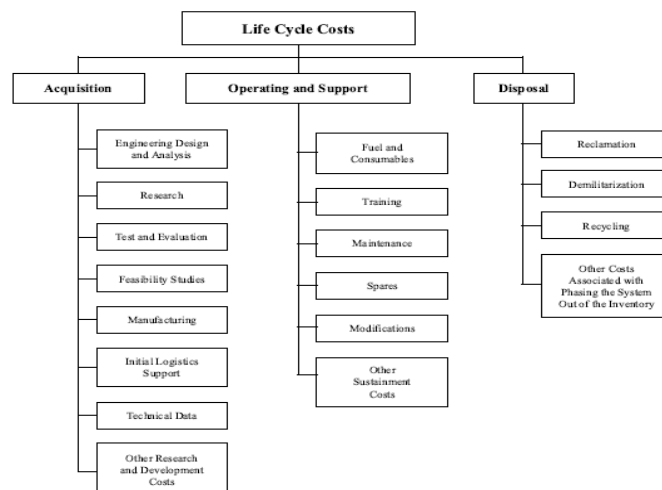 Life Cycle Costs
Acquisition
Operating and Support
Disposal
Engineering Design
and Analysis
Research
Test and Evaluation
Feasibility Studies
Manufacturing
Initial Logistics
Support
Technical Data
Other Research
and Development
Costs
Fuel and
Consumables
Training
Maintenance
Spares
Modifications
Other
Sustainment
Costs
Reclamation
Demilitarization
Recycling
Other Costs
Associated with
Phasing the System
Out of the Inventory